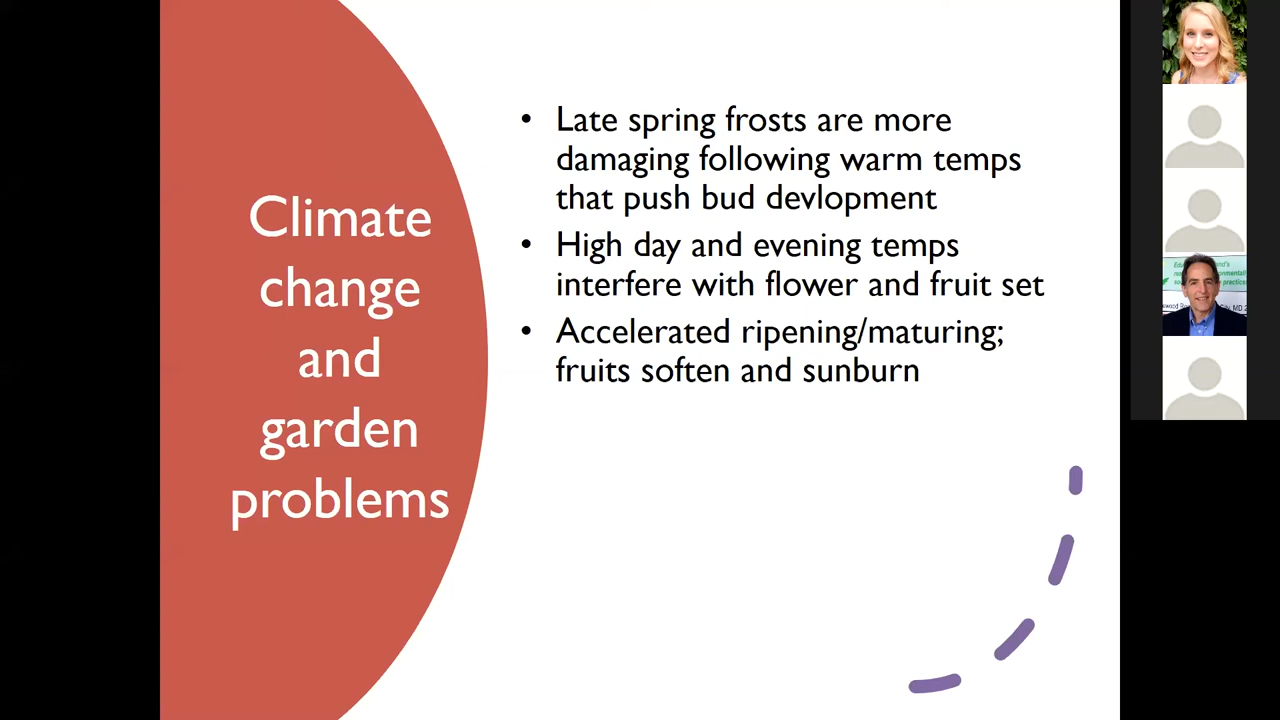 Climate
change
and
garden
problems
• Late spring frosts are more
damaging following warm temps
that push bud devlopment
• High day and evening temps
interfere with flower and fruit set
• Accelerated ripening/maturing;
fruits soften and sunburn